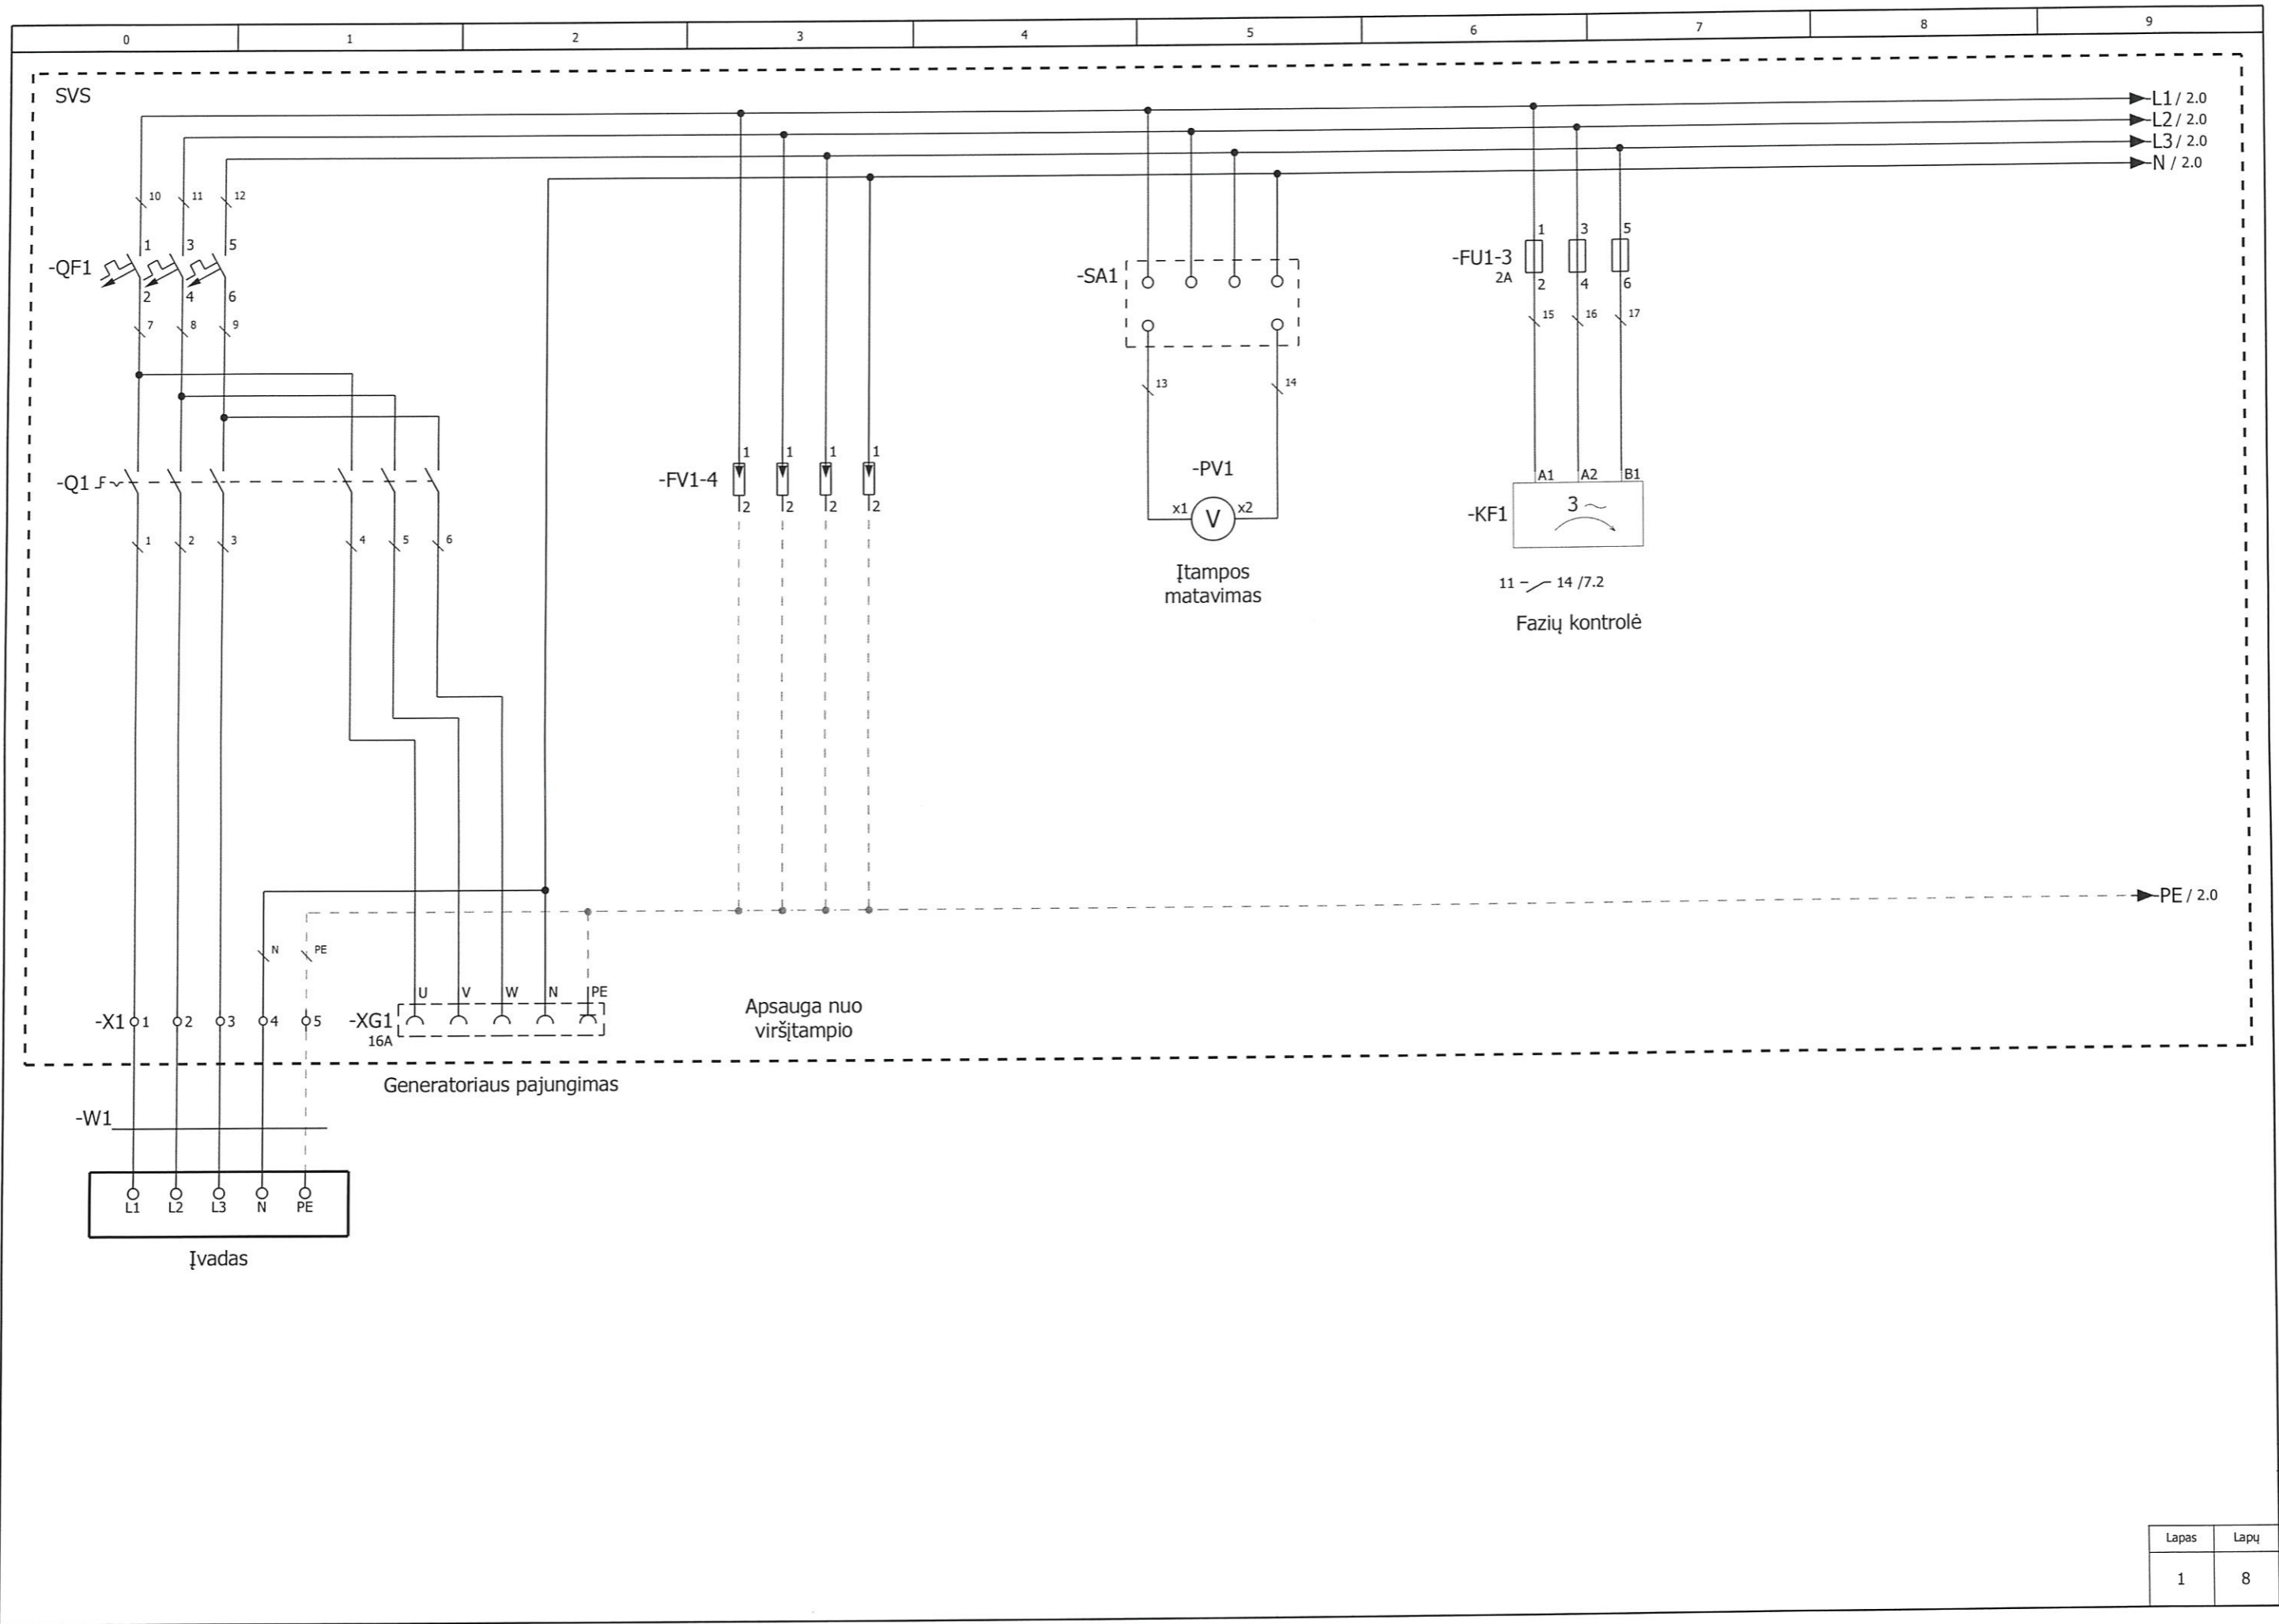 0 1 2 3 4 5 6 7 8 9
SVS
L1 / 2.0
L2 / 2.0
L3 / 2.0
N / 2.0
10 11 12
-QF1
1 3 5
2 4 6
7 8 9
-Q1
1 2 3 4 5 6
-FV1-4
1 1 1 1
2 2 2 2
-SA1
13 14
-PV1
x1 V x2
Įtampos
matavimas
-FU1-3
2A
1 3 5
2 4 6
15 16 17
A1 A2 B1
-KF1
3 ~
11 14 /7.2
Fazių kontrolė
PE / 2.0
N PE
-X1 1 2 3 4 5
U V W N PE
-XG1
16A
Apsauga nuo
viršįtampio
Generatoriaus pajungimas
-W1
L1 L2 L3 N PE
Įvadas
Lapas Lapų
1 8